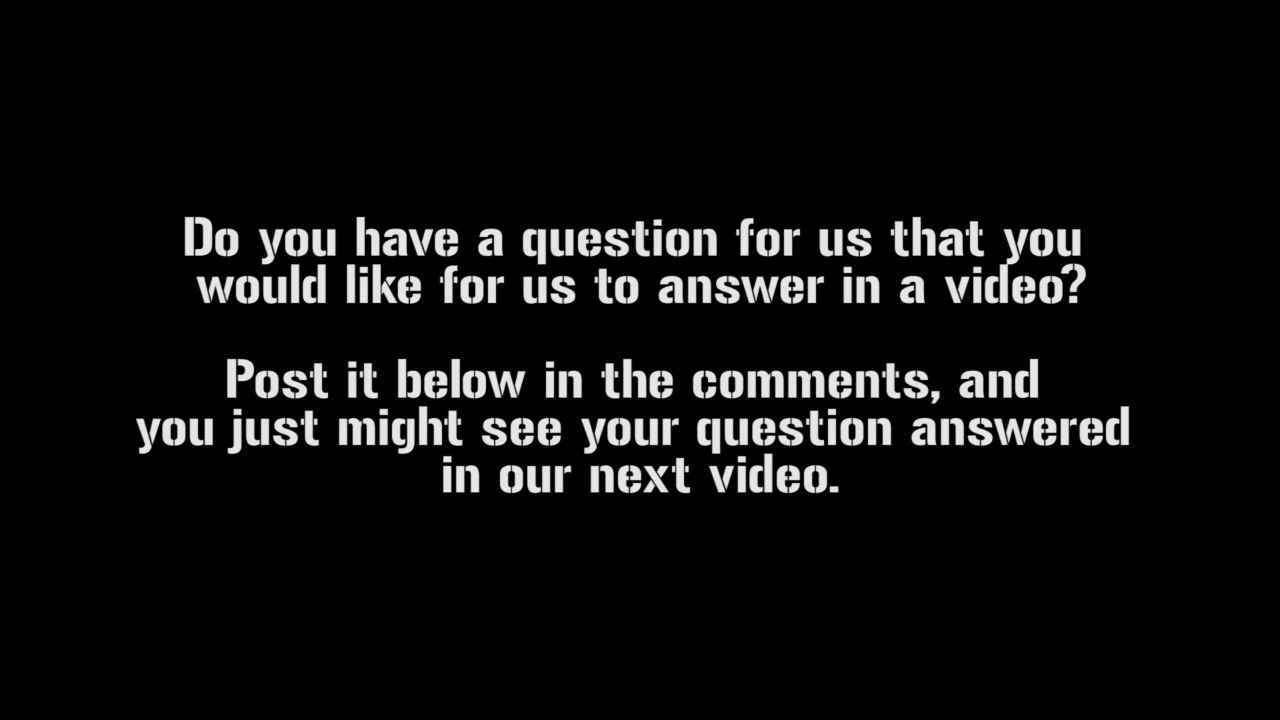 Do you have a question for us that you
would like for us to answer in a video?
Post it below in the comments, and
you just might see your question answered
in our next video.